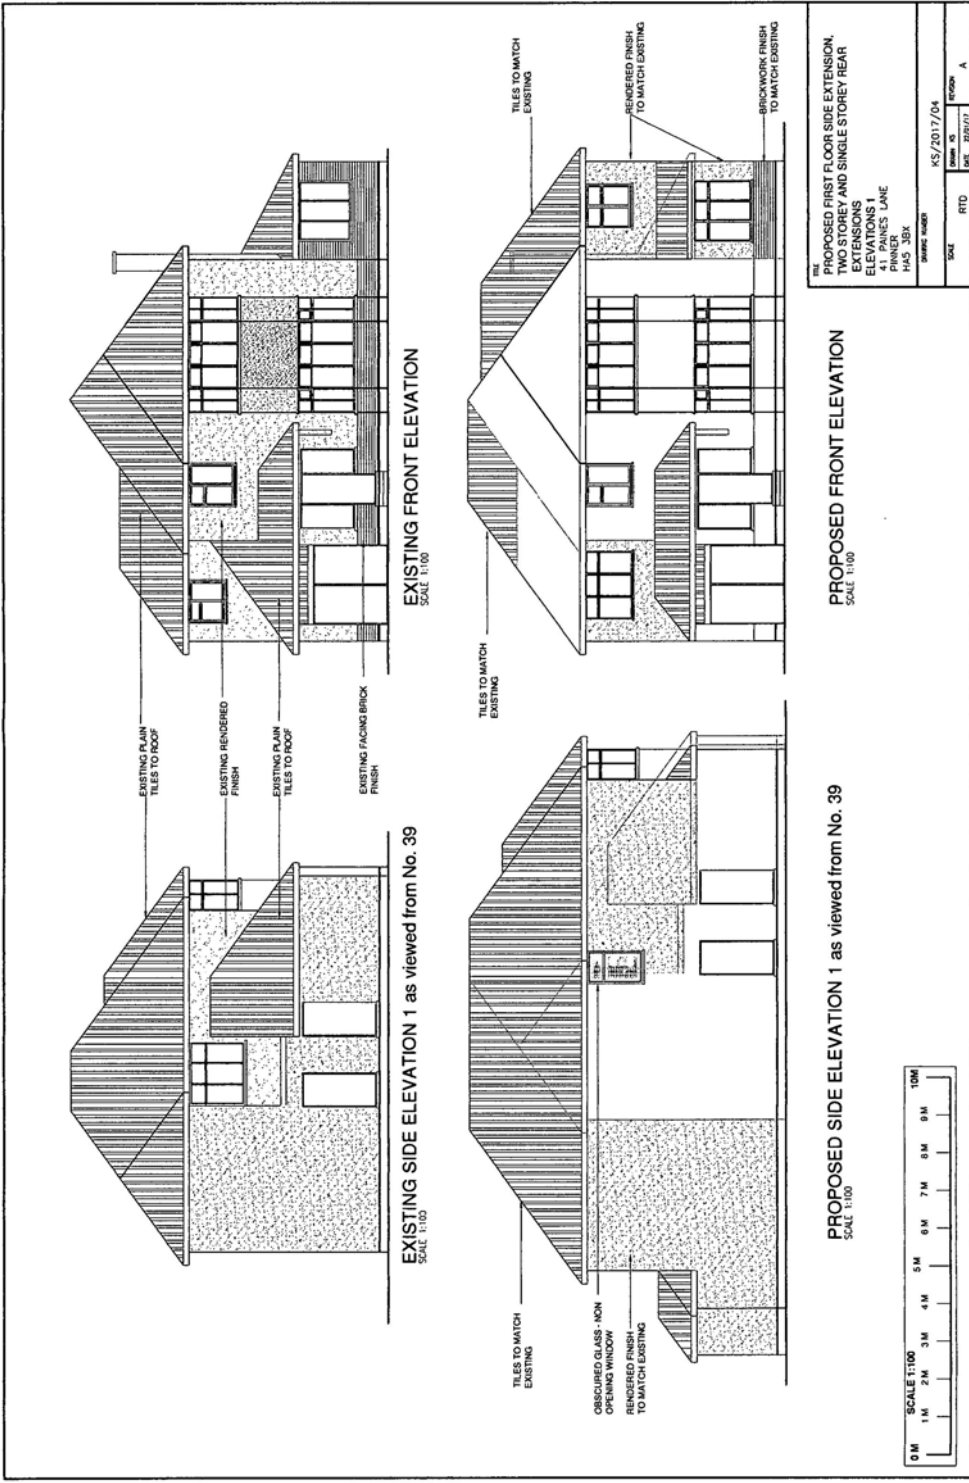 EXISTING PLAIN
TILES TO ROOF
EXISTING RENDERED
FINISH
EXISTING PLAIN
TILES TO ROOF
EXISTING FACING BRICK
FINISH
EXISTING SIDE ELEVATION 1 as viewed from No. 39
SCALE 1:100
EXISTING FRONT ELEVATION
SCALE 1:100
TILES TO MATCH
EXISTING
OBSCURED GLASS - NON
OPENING WINDOW
RENDERED FINISH
TO MATCH EXISTING
TILES TO MATCH
EXISTING
TILES TO MATCH
EXISTING
RENDERED FINISH
TO MATCH EXISTING
BRICKWORK FINISH
TO MATCH EXISTING
PROPOSED SIDE ELEVATION 1 as viewed from No. 39
SCALE 1:100
PROPOSED FRONT ELEVATION
SCALE 1:100
SCALE 1:100
0 M 1 M 2 M 3 M 4 M 5 M 6 M 7 M 8 M 9 M 10M
TITLE
PROPOSED FIRST FLOOR SIDE EXTENSION,
TWO STOREY AND SINGLE STOREY REAR
EXTENSIONS
ELEVATIONS 1
41 PAINES LANE
PINNER
HA5 3BX
DRAWING NUMBER
KS/2017/04
SCALE
RTD
DRAWN KS
DATE
REVISION
A